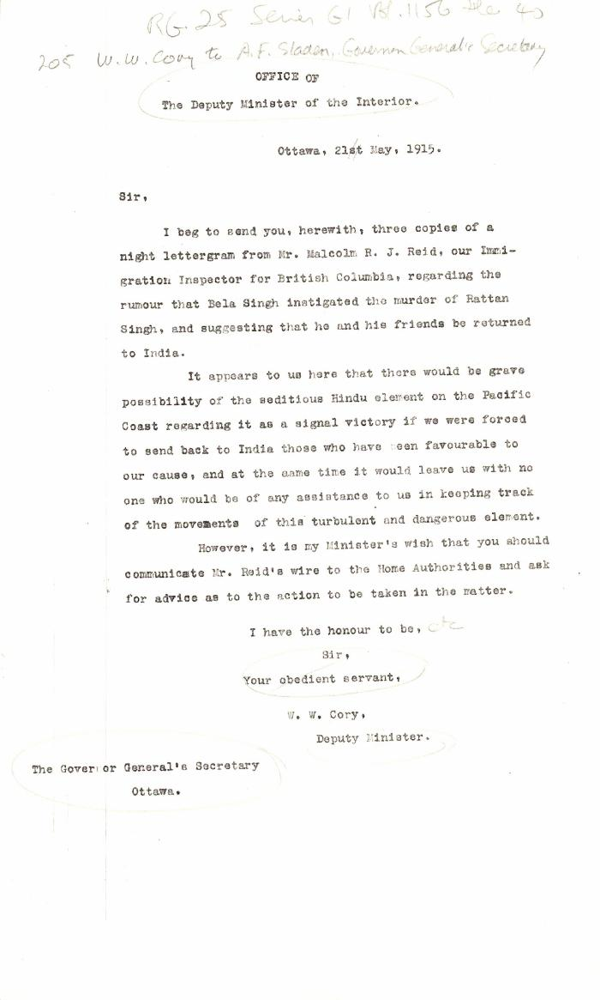 RG. 25 Series G1 Vol. 1156 File 40
205 W.W. Cory to A.F. Sladen, Governor General's Secretary
OFFICE OF
The Deputy Minister of the Interior.
Ottawa, 21st May, 1915.
Sir,
I beg to send you, herewith, three copies of a
night lettergram from Mr. Malcolm R. J. Reid, our Immi-
gration Inspector for British Columbia, regarding the
rumour that Bela Singh instigated the murder of Rattan
Singh, and suggesting that he and his friends be returned
to India.
It appears to us here that there would be grave
possibility of the seditious Hindu element on the Pacific
Coast regarding it as a signal victory if we were forced
to send back to India those who have been favourable to
our cause, and at the aame time it would leave us with no
one who would be of any assistance to us in keeping track
of the movements of this turbulent and dangerous element.
However, it is my Minister's wish that you should
communicate Mr. Reid's wire to the Home Authorities and ask
for advice as to the action to be taken in the matter.
I have the honour to be, etc
Sir,
Your obedient servant,
W. W. Cory,
Deputy Minister.
The Governor General's Secretary
Ottawa.